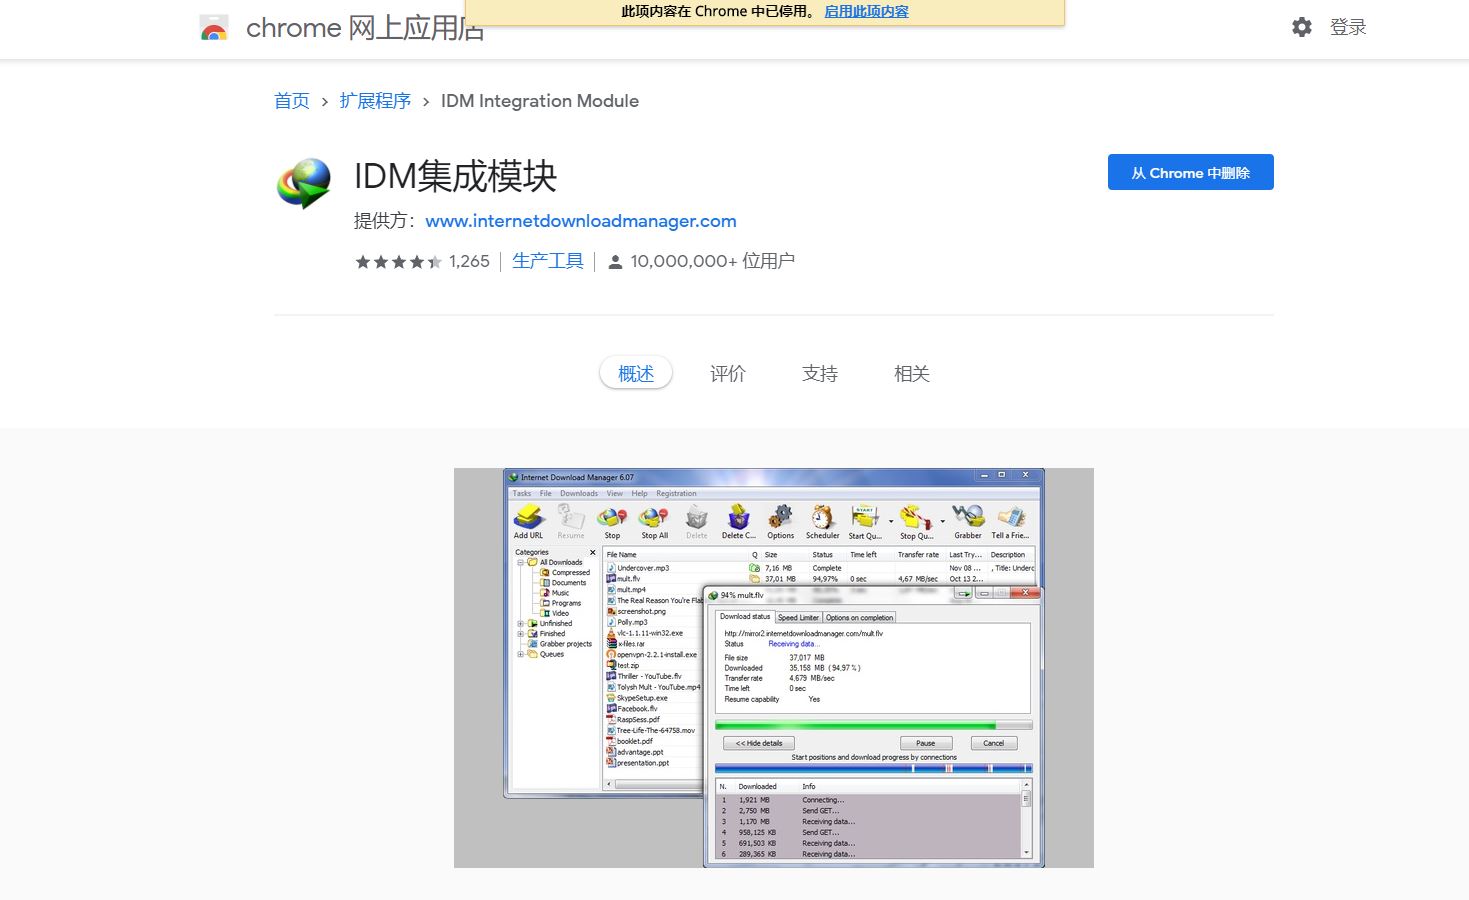 此项内容在 Chrome 中已停用。 启用此项内容
chrome 网上应用店
登录
首页 › 扩展程序 › IDM Integration Module
IDM集成模块
从 Chrome 中删除
提供方： www.internetdownloadmanager.com
1,265 生产工具 10,000,000+ 位用户
概述 评价 支持 相关
Internet Download Manager 6.07
Tasks File Downloads View Help Registration
Add URL Resume Stop Stop All Delete Delete C... Options Scheduler Start Qu... Stop Qu... Grabber Tell a Frie...
Categories
All Downloads
Compressed
Documents
Music
Programs
Video
Unfinished
Finished
Grabber projects
Queues
File Name Q Size Status Time left Transfer rate Last Try... Description
Undercover.mp3 7,16 MB Complete Nov 08 ... , Title: Underc
mult.flv 37,01 MB 94,97% 0 sec 4,67 MB/sec Oct 13 2...
mult.mp4
The Real Reason You're Fla
screenshot.png
Polly.mp3
vlc-1.1.11-win32.exe
x-files.rar
openvpn-2.2.1-install.exe
test.zip
Thriller - YouTube.flv
Tolysh Mult - YouTube.mp4
SkypeSetup.exe
Facebook.flv
RaspSess.pdf
Tree-Life-The-64758.mov
booklet.pdf
advantage.ppt
presentation.ppt
94% mult.flv
Download status Speed Limiter Options on completion
http://mirror2.internetdownloadmanager.com/mult.flv
Status Receiving data...
File size 37,017 MB
Downloaded 35,158 MB ( 94,97 % )
Transfer rate 4,679 MB/sec
Time left 0 sec
Resume capability Yes
<< Hide details Pause Cancel
Start positions and download progress by connections
N. Downloaded Info
1 1,921 MB Connecting...
2 2,750 MB Send GET...
3 1,170 MB Receiving data...
4 958,125 KB Send GET...
5 691,503 KB Receiving data...
6 289,365 KB Receiving data...